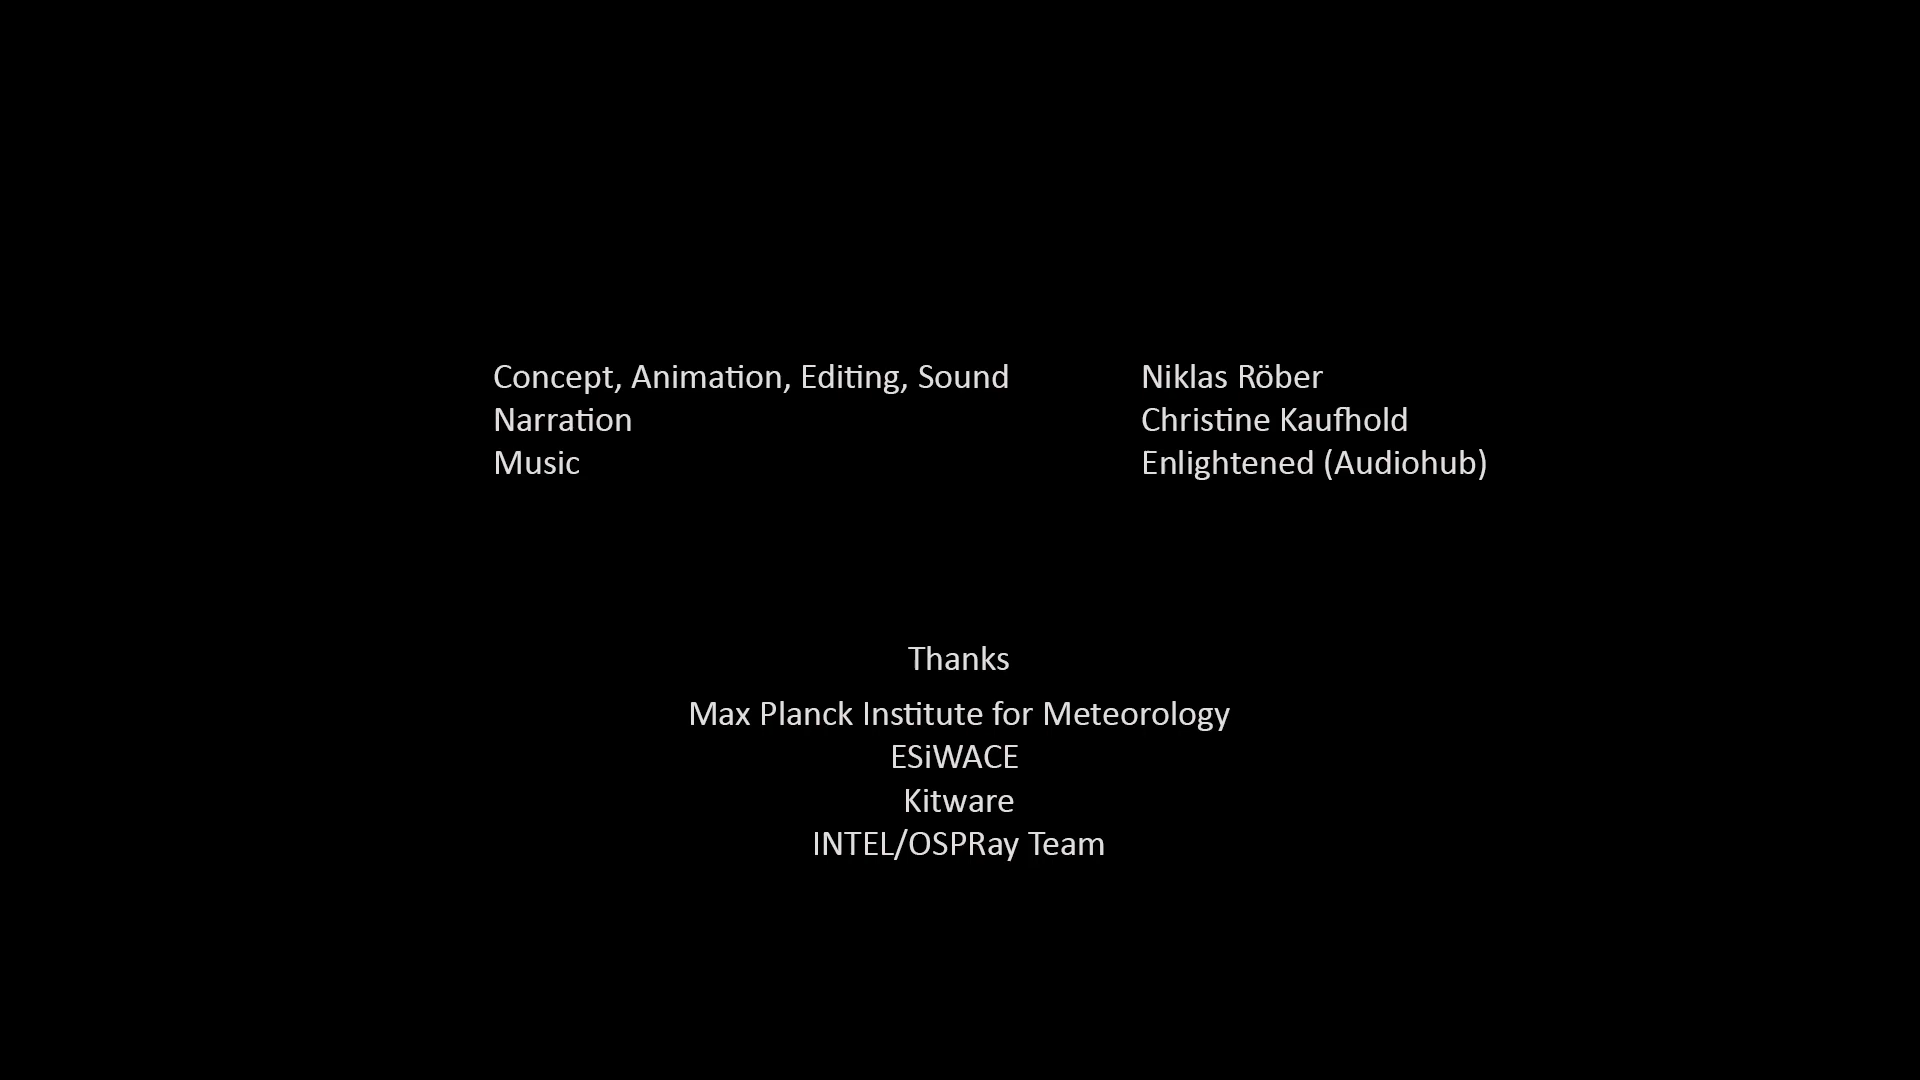 Concept, Animation, Editing, Sound Niklas Röber
Narration Christine Kaufhold
Music Enlightened (Audiohub)
Thanks
Max Planck Institute for Meteorology
ESiWACE
Kitware
INTEL/OSPRay Team